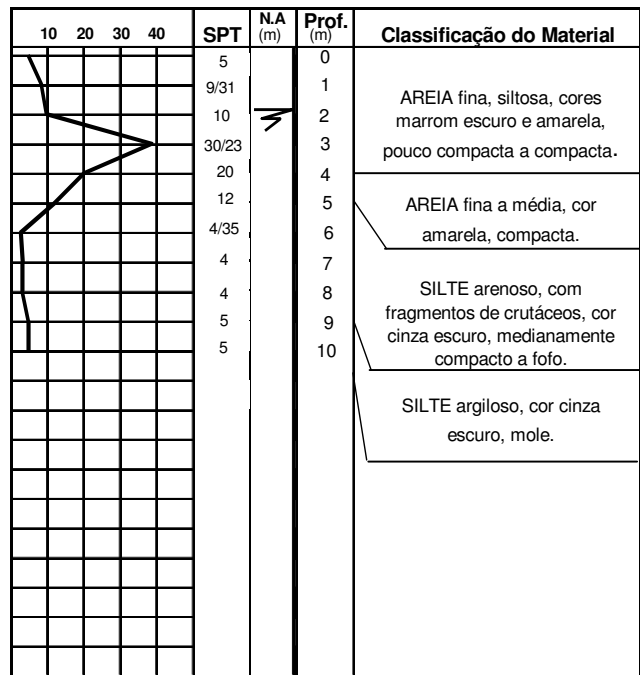 10 20 30 40 SPT N.A (m) Prof. (m) Classificação do Material
5 0
9/31 1
10 2
30/23 3
20 4
12 5
4/35 6
4 7
4 8
5 9
5 10
AREIA fina, siltosa, cores
marrom escuro e amarela,
pouco compacta a compacta.
AREIA fina a média, cor
amarela, compacta.
SILTE arenoso, com
fragmentos de crutáceos, cor
cinza escuro, medianamente
compacto a fofo.
SILTE argiloso, cor cinza
escuro, mole.